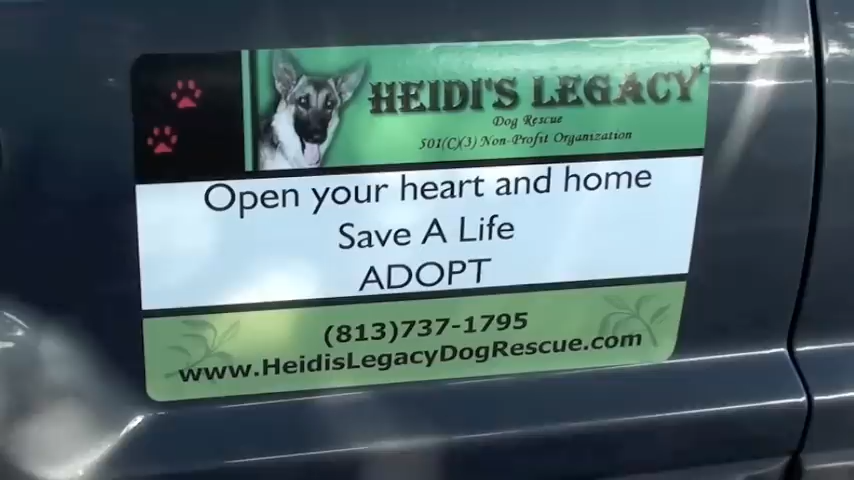 HEIDI'S LEGACY
Dog Rescue
501(C)(3) Non-Profit Organization
Open your heart and home
Save A Life
ADOPT
(813)737-1795
www.HeidisLegacyDogRescue.com